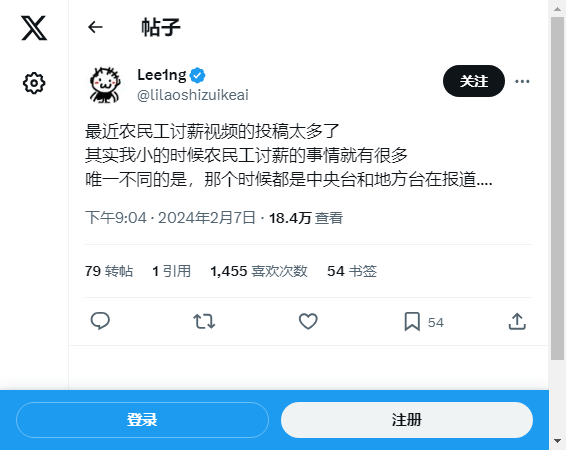 帖子
Lee1ng
@lilaoshizuikeai
关注
最近农民工讨薪视频的投稿太多了
其实我小的时候农民工讨薪的事情就有很多
唯一不同的是，那个时候都是中央台和地方台在报道....
下午9:04 · 2024年2月7日 · 18.4万 查看
79 转帖 1 引用 1,455 喜欢次数 54 书签
54
登录 注册